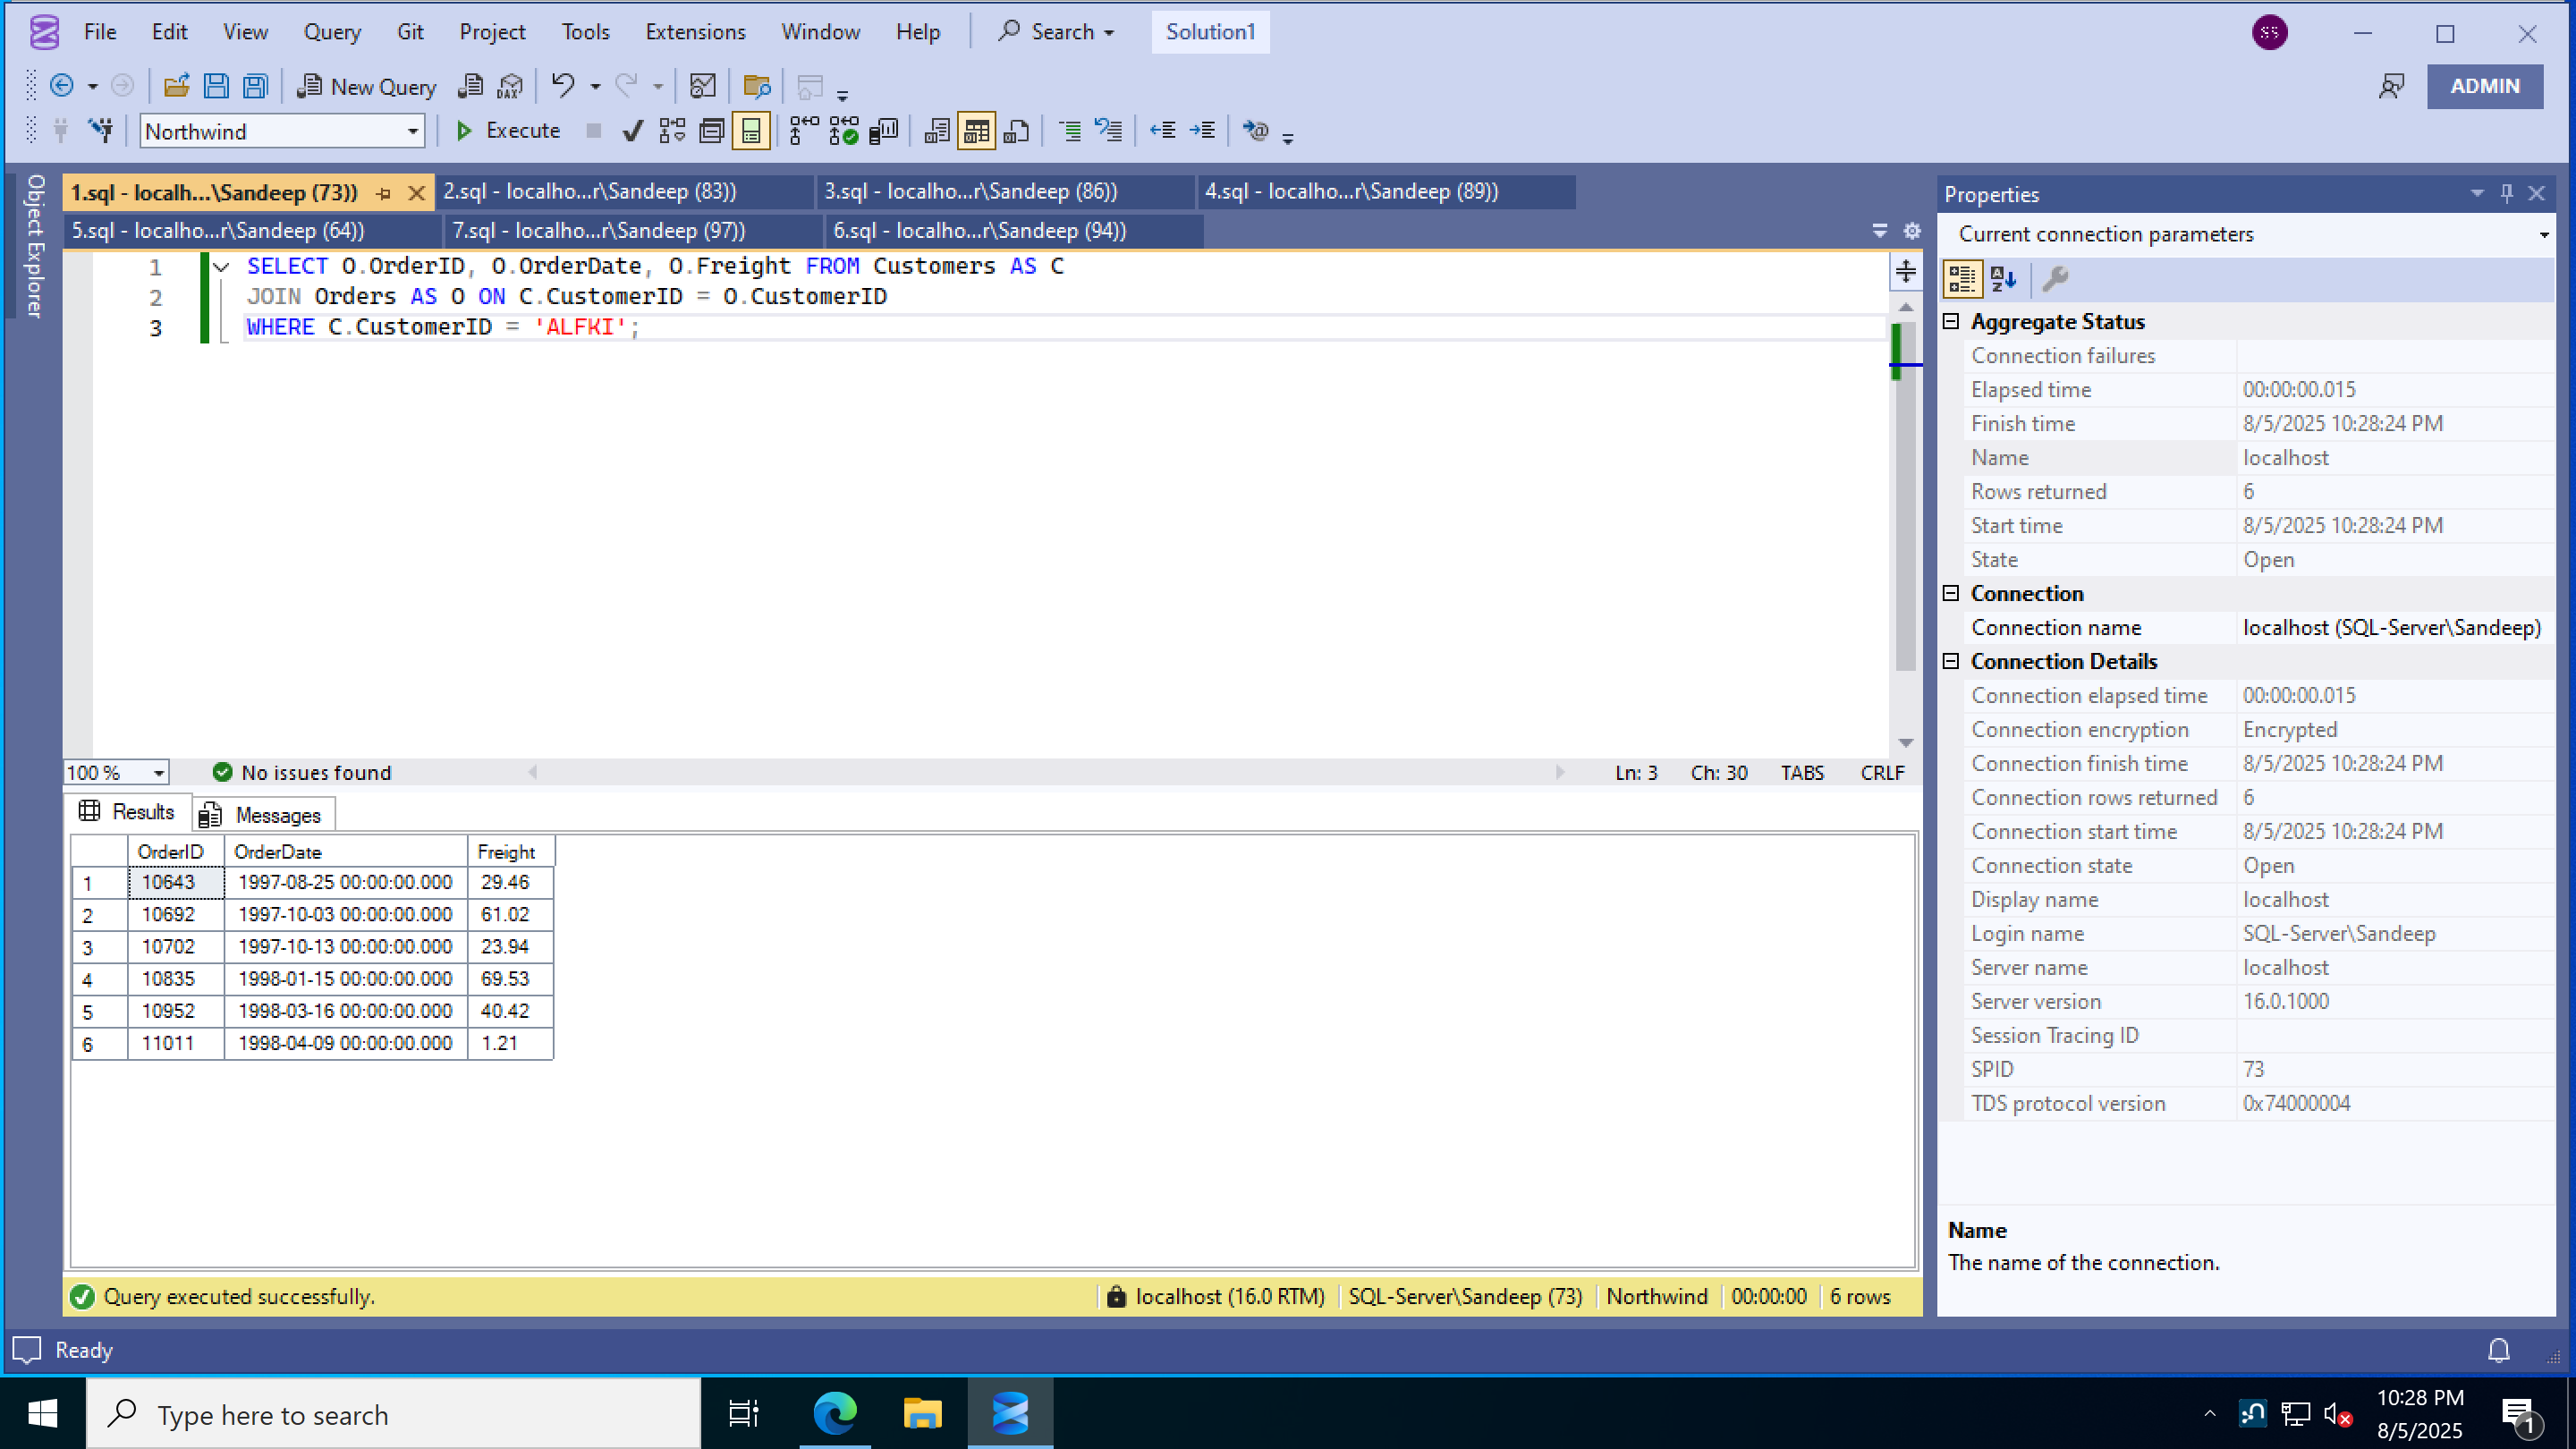 File Edit View Query Git Project Tools Extensions Window Help Search Solution1 SS
New Query DAX ADMIN
Northwind Execute
Object Explorer
1.sql - localh...\Sandeep (73)) 2.sql - localho...r\Sandeep (83)) 3.sql - localho...r\Sandeep (86)) 4.sql - localho...r\Sandeep (89))
5.sql - localho...r\Sandeep (64)) 7.sql - localho...r\Sandeep (97)) 6.sql - localho...r\Sandeep (94))
1 SELECT O.OrderID, O.OrderDate, O.Freight FROM Customers AS C
2 JOIN Orders AS O ON C.CustomerID = O.CustomerID
3 WHERE C.CustomerID = 'ALFKI';
100 % No issues found Ln: 3 Ch: 30 TABS CRLF
Results Messages
OrderID OrderDate Freight
1 10643 1997-08-25 00:00:00.000 29.46
2 10692 1997-10-03 00:00:00.000 61.02
3 10702 1997-10-13 00:00:00.000 23.94
4 10835 1998-01-15 00:00:00.000 69.53
5 10952 1998-03-16 00:00:00.000 40.42
6 11011 1998-04-09 00:00:00.000 1.21
Query executed successfully. localhost (16.0 RTM) SQL-Server\Sandeep (73) Northwind 00:00:00 6 rows
Properties
Current connection parameters
Aggregate Status
Connection failures
Elapsed time 00:00:00.015
Finish time 8/5/2025 10:28:24 PM
Name localhost
Rows returned 6
Start time 8/5/2025 10:28:24 PM
State Open
Connection
Connection name localhost (SQL-Server\Sandeep)
Connection Details
Connection elapsed time 00:00:00.015
Connection encryption Encrypted
Connection finish time 8/5/2025 10:28:24 PM
Connection rows returned 6
Connection start time 8/5/2025 10:28:24 PM
Connection state Open
Display name localhost
Login name SQL-Server\Sandeep
Server name localhost
Server version 16.0.1000
Session Tracing ID
SPID 73
TDS protocol version 0x74000004
Name
The name of the connection.
Ready
Type here to search
10:28 PM
8/5/2025
1